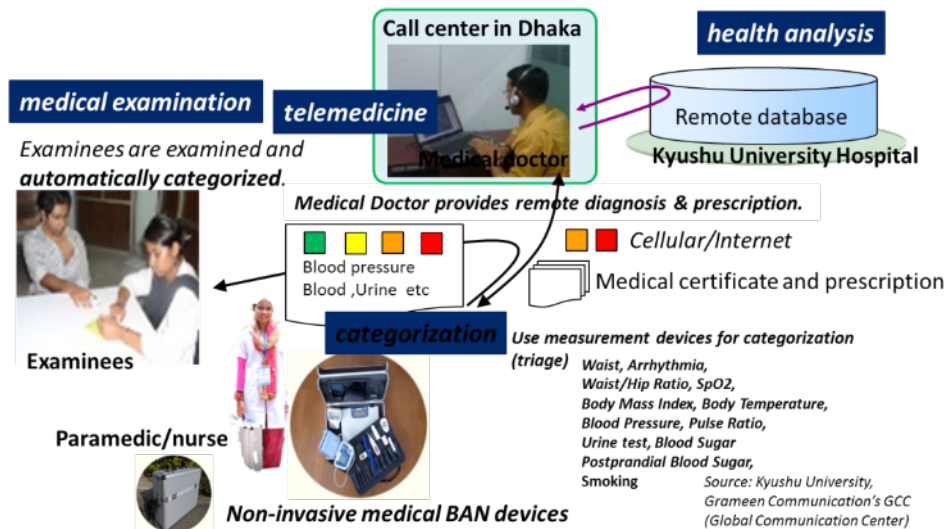 Call center in Dhaka
health analysis
medical examination
telemedicine
Remote database
Medical doctor
Kyushu University Hospital
Examinees are examined and
automatically categorized.
Medical Doctor provides remote diagnosis & prescription.
Cellular/Internet
Blood pressure
Blood ,Urine etc
Medical certificate and prescription
categorization
Use measurement devices for categorization
(triage)
Examinees
Waist, Arrhythmia,
Waist/Hip Ratio, SpO2,
Body Mass Index, Body Temperature,
Blood Pressure, Pulse Ratio,
Urine test, Blood Sugar
Postprandial Blood Sugar,
Smoking
Paramedic/nurse
Source: Kyushu University,
Grameen Communication's GCC
(Global Communication Center)
Non-invasive medical BAN devices